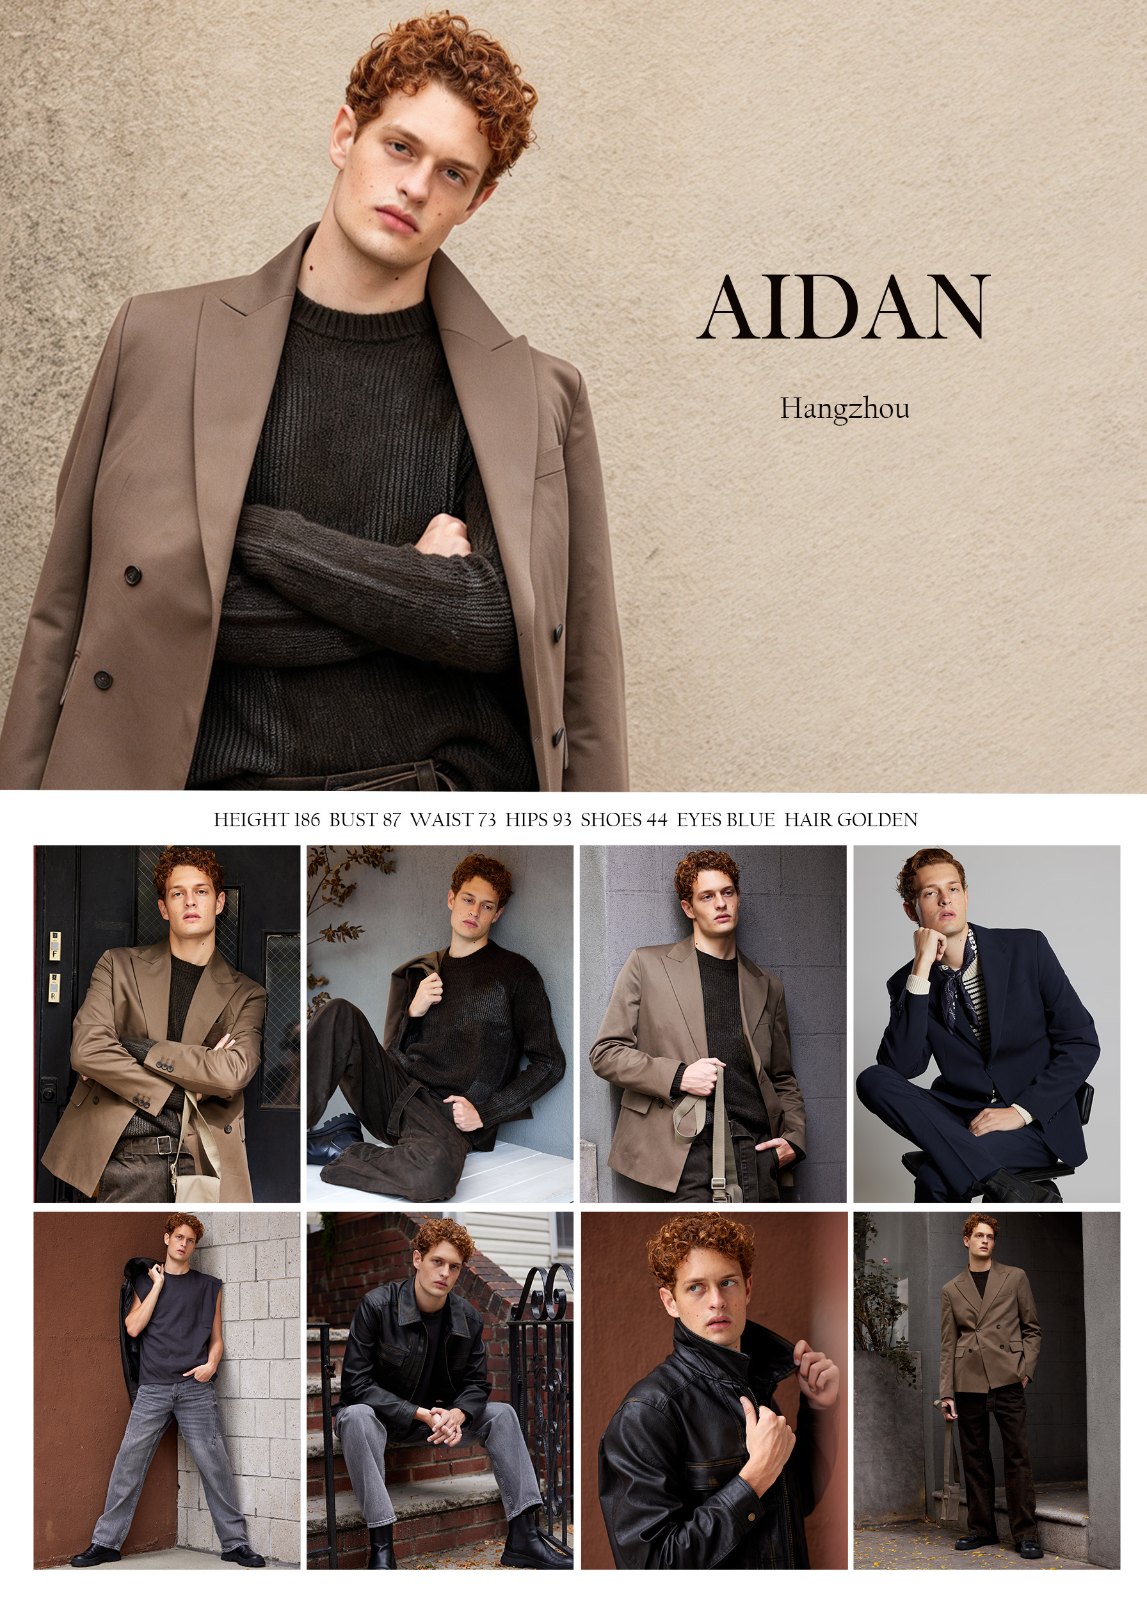 AIDAN
Hangzhou
HEIGHT 186 BUST 87 WAIST 73 HIPS 93 SHOES 44 EYES BLUE HAIR GOLDEN
F
R